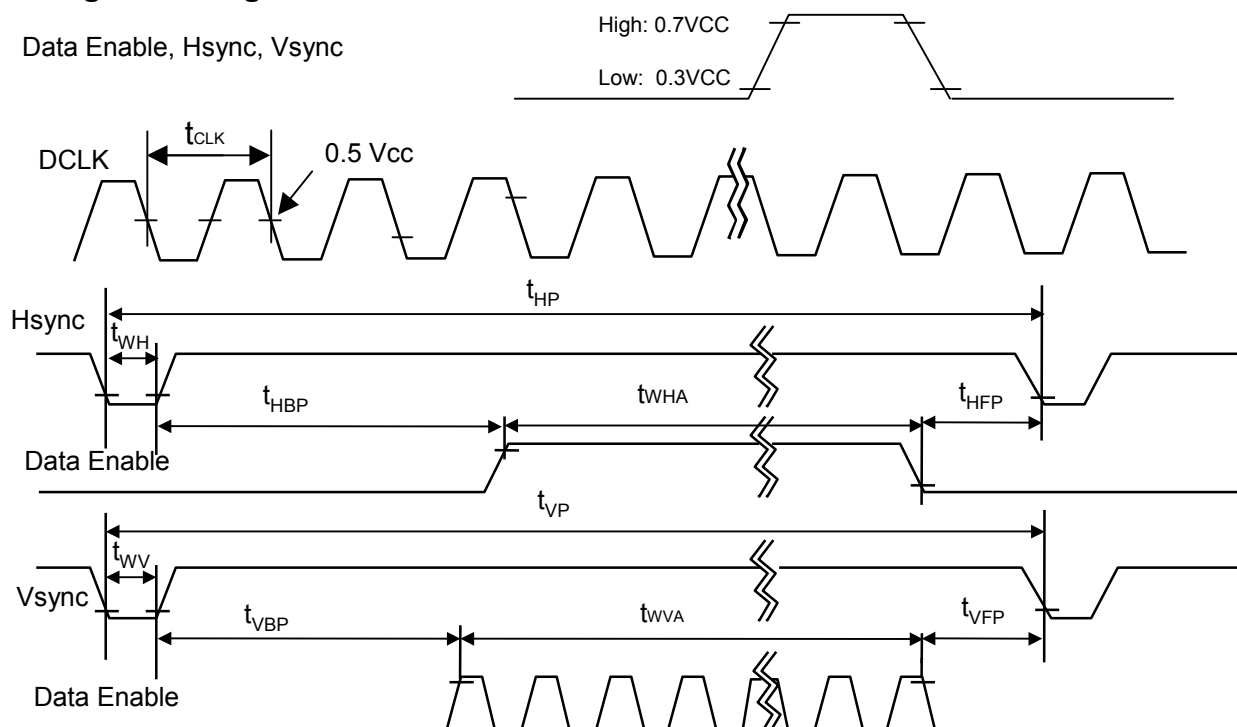 Data Enable, Hsync, Vsync
High: 0.7VCC
Low: 0.3VCC
DCLK
tCLK
0.5 Vcc
tHP
Hsync
tWH
tHBP
tWHA
tHFP
Data Enable
tVP
tWV
Vsync
tVBP
tWVA
tVFP
Data Enable